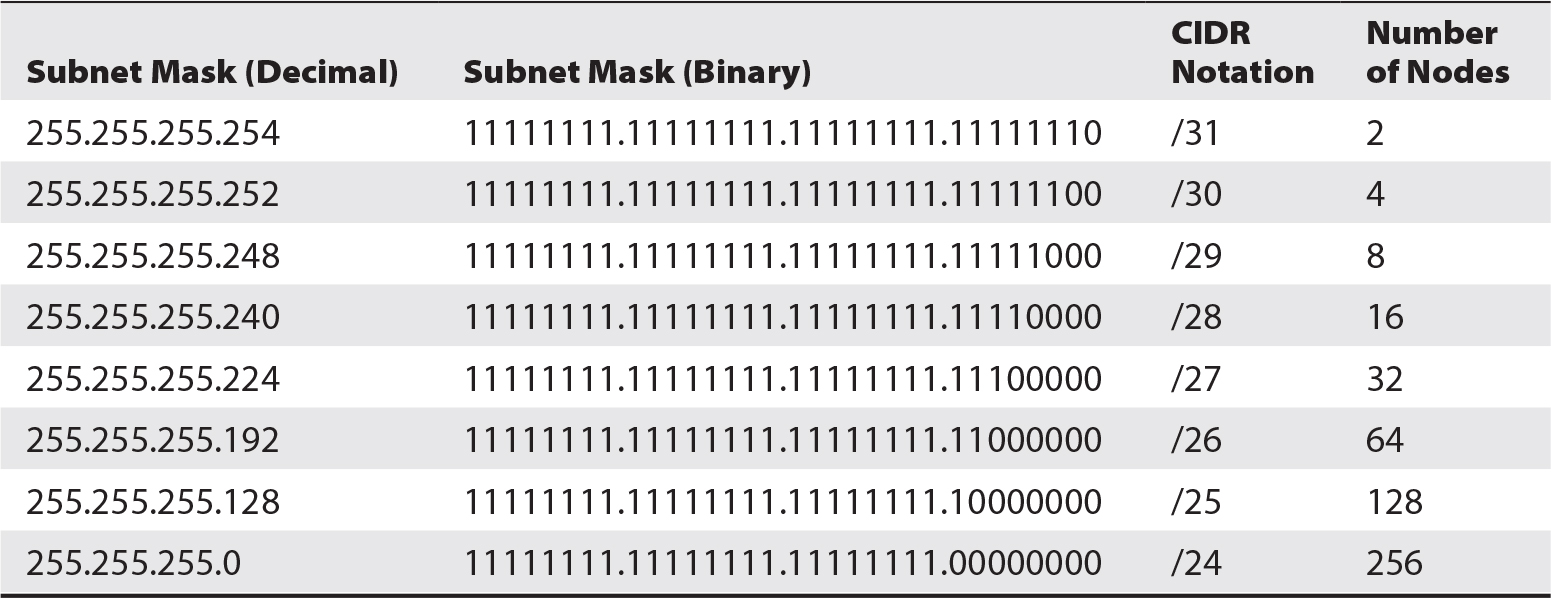 Subnet Mask (Decimal) Subnet Mask (Binary) CIDR Notation Number of Nodes
255.255.255.254 11111111.11111111.11111111.11111110 /31 2
255.255.255.252 11111111.11111111.11111111.11111100 /30 4
255.255.255.248 11111111.11111111.11111111.11111000 /29 8
255.255.255.240 11111111.11111111.11111111.11110000 /28 16
255.255.255.224 11111111.11111111.11111111.11100000 /27 32
255.255.255.192 11111111.11111111.11111111.11000000 /26 64
255.255.255.128 11111111.11111111.11111111.10000000 /25 128
255.255.255.0 11111111.11111111.11111111.00000000 /24 256